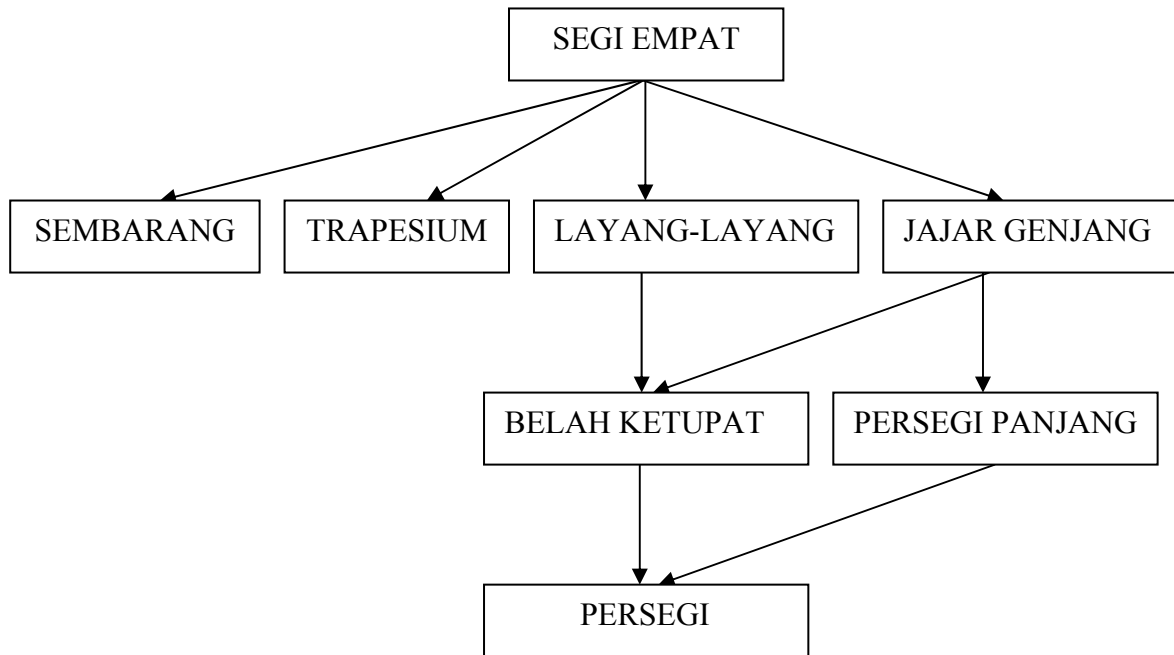 SEGI EMPAT
SEMBARANG
TRAPESIUM
LAYANG-LAYANG
JAJAR GENJANG
BELAH KETUPAT
PERSEGI PANJANG
PERSEGI